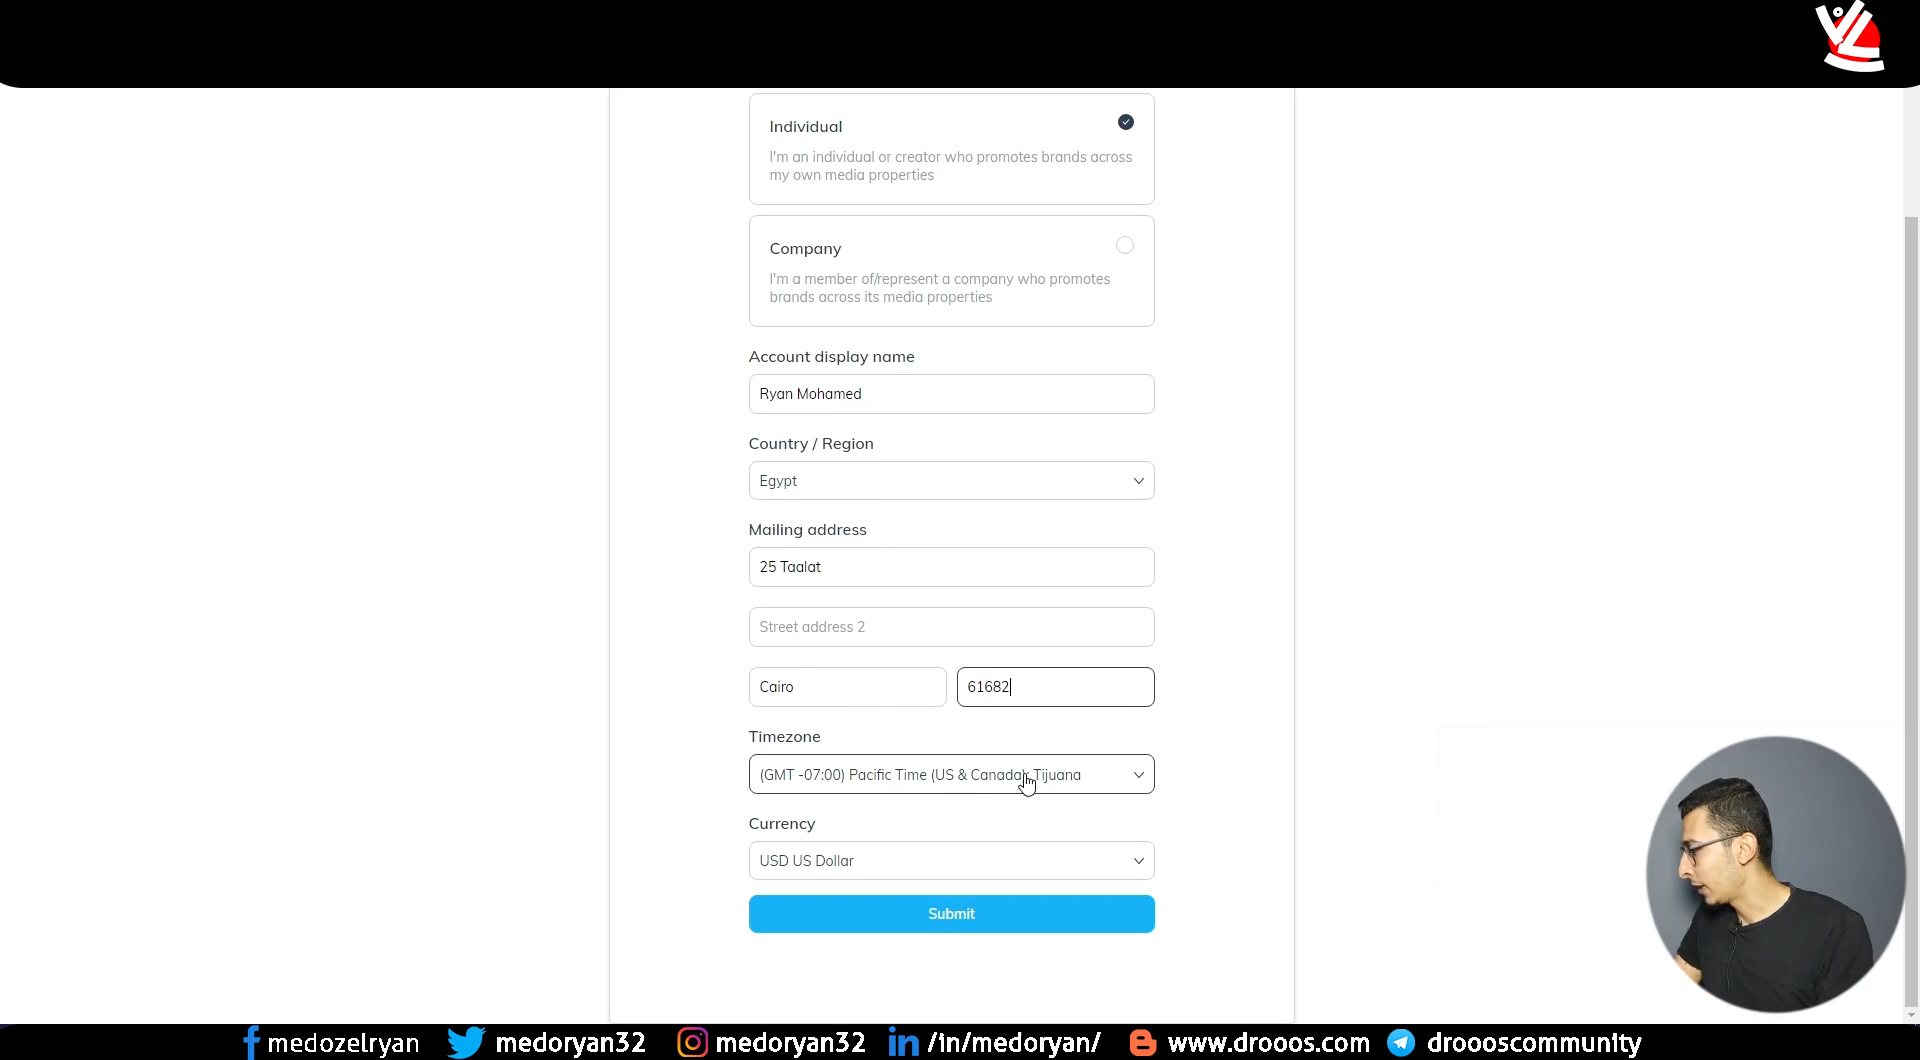 Individual
I'm an individual or creator who promotes brands across
my own media properties
Company
I'm a member of/represent a company who promotes
brands across its media properties
Account display name
Ryan Mohamed
Country / Region
Egypt
Mailing address
25 Taalat
Street address 2
Cairo
61682
Timezone
(GMT -07:00) Pacific Time (US & Canada); Tijuana
Currency
USD US Dollar
Submit
medozelryan medoryan32 medoryan32 /in/medoryan/ www.drooos.com droooscommunity